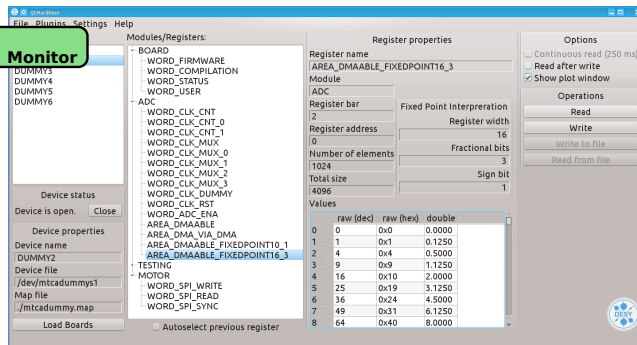 QtHardMon
File Plugins Settings Help
Monitor
DUMMY3
DUMMY4
DUMMY5
DUMMY6
Device status
Device is open. Close
Device properties
Device name
DUMMY2
Device file
/dev/mtcadummys1
Map file
./mtcadummy.map
Load Boards
Modules/Registers:
BOARD
WORD_FIRMWARE
WORD_COMPILATION
WORD_STATUS
WORD_USER
ADC
WORD_CLK_CNT
WORD_CLK_CNT_0
WORD_CLK_CNT_1
WORD_CLK_MUX
WORD_CLK_MUX_0
WORD_CLK_MUX_1
WORD_CLK_MUX_2
WORD_CLK_MUX_3
WORD_CLK_DUMMY
WORD_CLK_RST
WORD_ADC_ENA
AREA_DMAABLE
AREA_DMA_VIA_DMA
AREA_DMAABLE_FIXEDPOINT10_1
AREA_DMAABLE_FIXEDPOINT16_3
TESTING
MOTOR
WORD_SPI_WRITE
WORD_SPI_READ
WORD_SPI_SYNC
Autoselect previous register
Register properties
Register name
AREA_DMAABLE_FIXEDPOINT16_3
Module
ADC
Register bar
2
Register address
0
Number of elements
1024
Total size
4096
Fixed Point Interpreration
Register width
16
Fractional bits
3
Sign bit
1
Values
raw (dec) raw (hex) double
0 0 0x0 0.0000
1 1 0x1 0.1250
2 4 0x4 0.5000
3 9 0x9 1.1250
4 16 0x10 2.0000
5 25 0x19 3.1250
6 36 0x24 4.5000
7 49 0x31 6.1250
8 64 0x40 8.0000
Options
Continuous read (250 ms)
Read after write
Show plot window
Operations
Read
Write
Write to file
Read from file
DESY